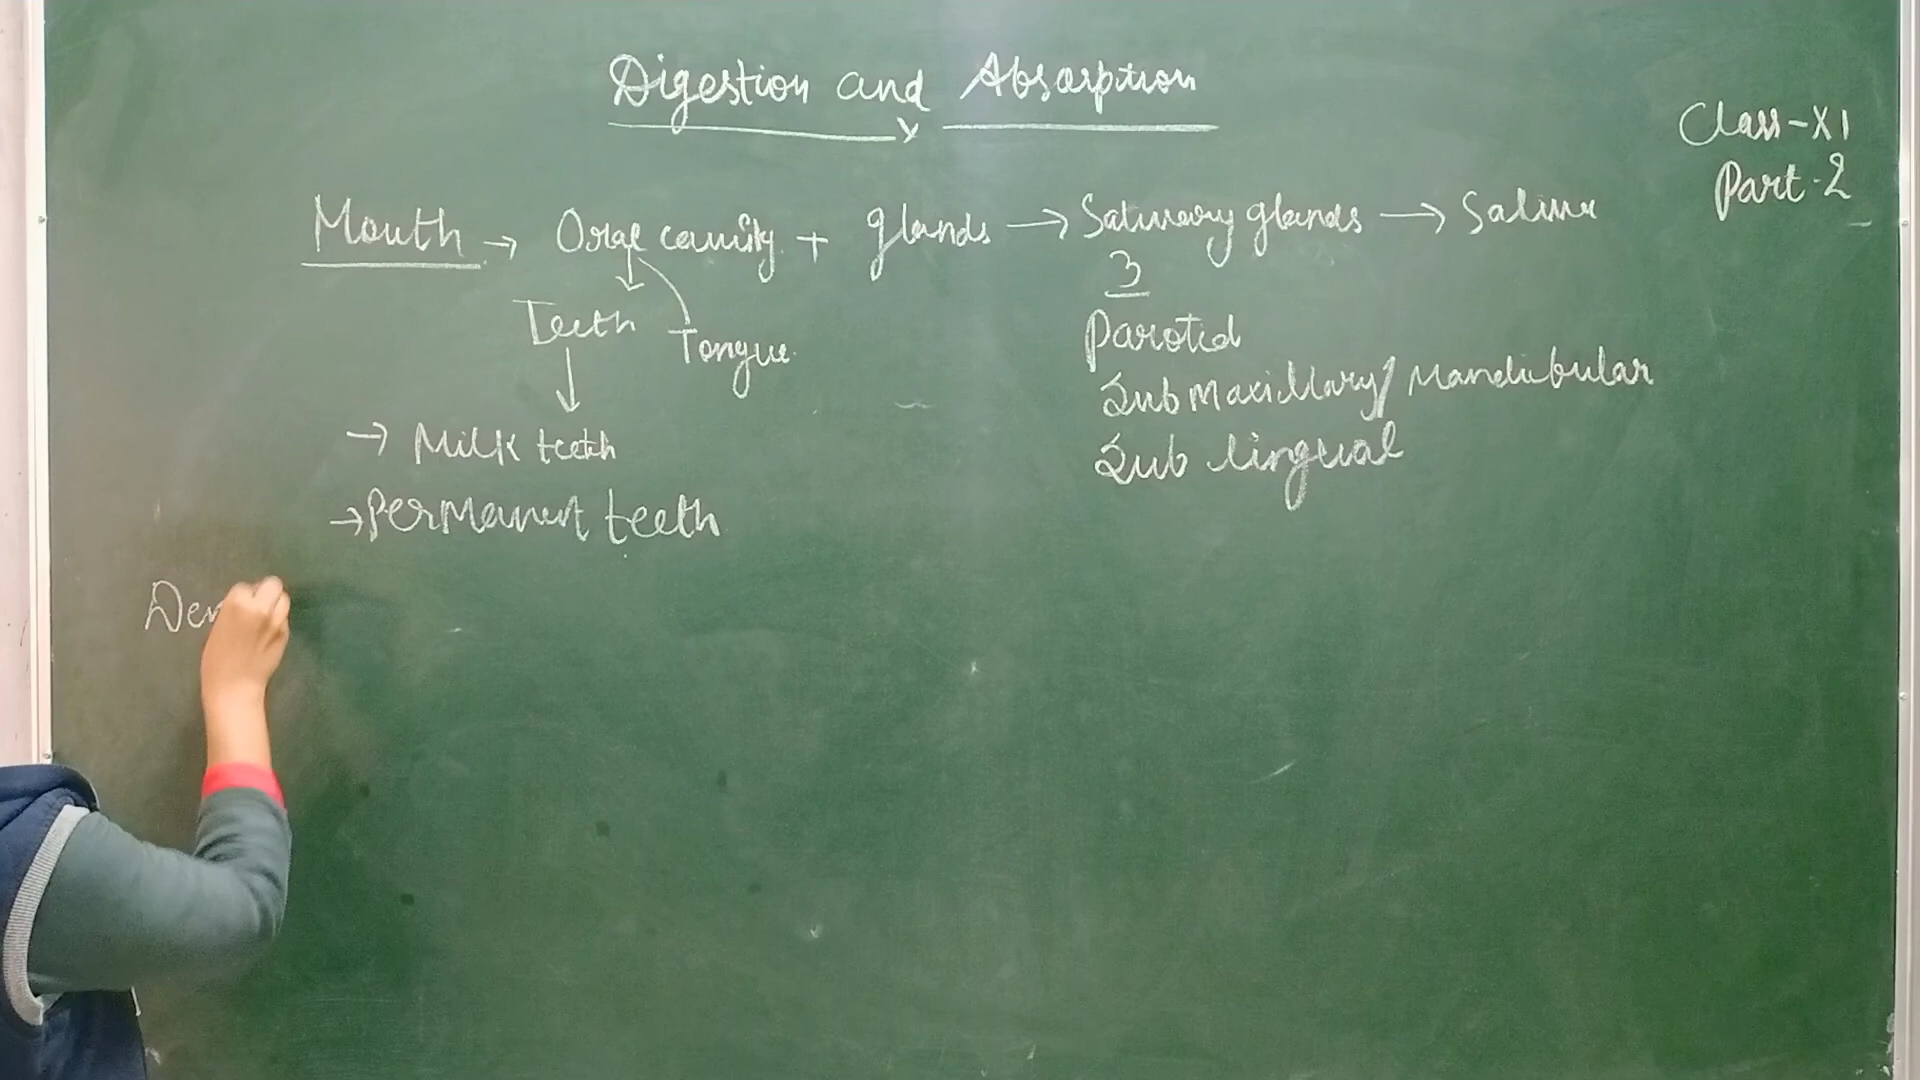 Digestion and Absorption
Class-XI
Part-2
Mouth → Oral cavity + glands → Salivary glands → Saliva
3
Teeth
Tongue
Parotid
Sub Maxillary/Mandibular
→ Milk teeth
Sub lingual
→ Permanent teeth
Den